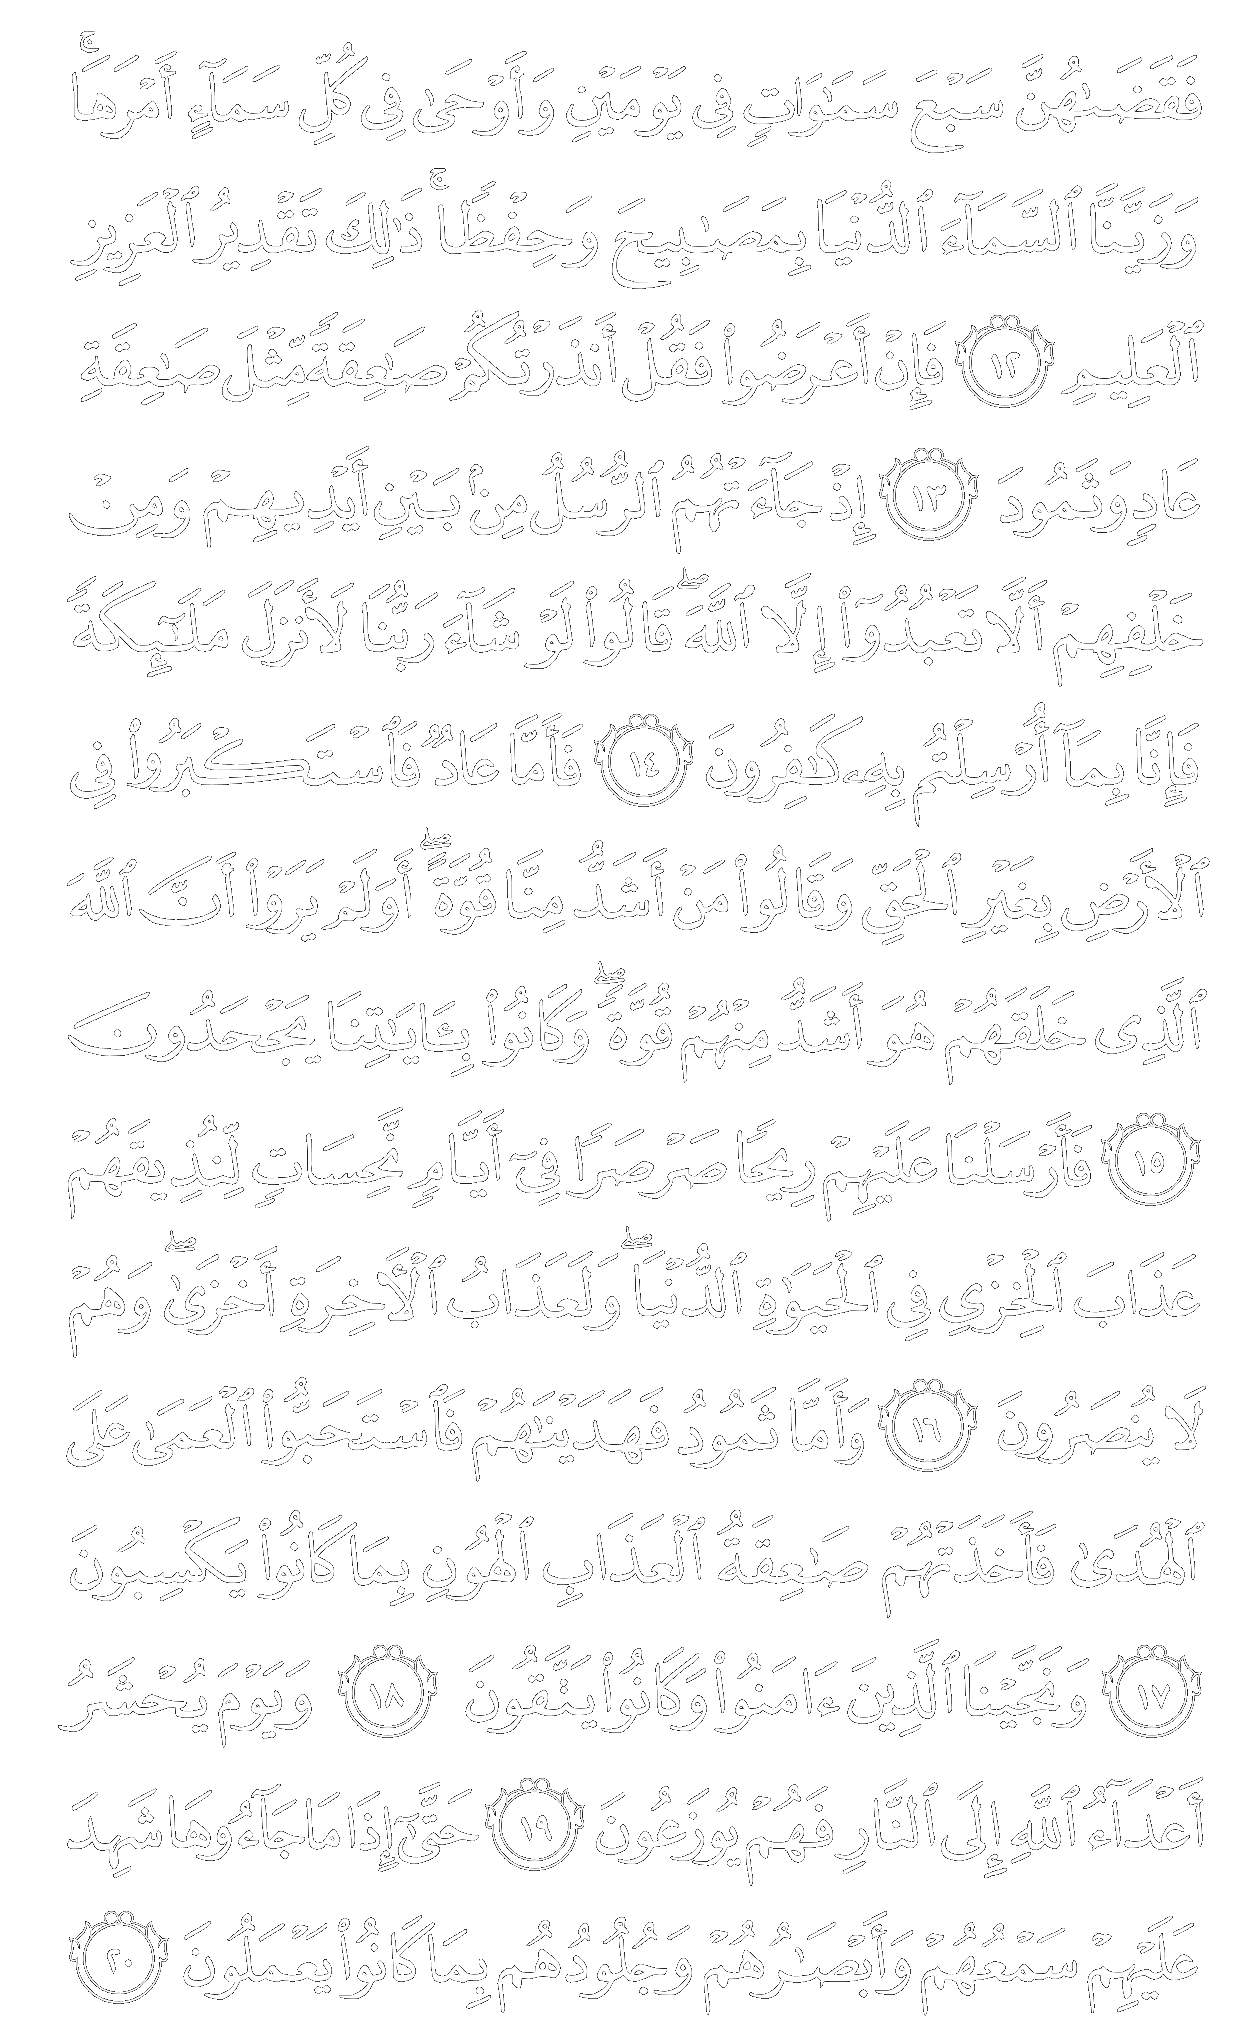 فَقَضَىٰهُنَّ سَبْعَ سَمَٰوَاتٍ فِى يَوْمَيْنِ وَأَوْحَىٰ فِى كُلِّ سَمَآءٍ أَمْرَهَا ۚ
وَزَيَّنَّا ٱلسَّمَآءَ ٱلدُّنْيَا بِمَصَٰبِيحَ وَحِفْظًا ۚ ذَٰلِكَ تَقْدِيرُ ٱلْعَزِيزِ
ٱلْعَلِيمِ ١٢ فَإِنْ أَعْرَضُوا۟ فَقُلْ أَنذَرْتُكُمْ صَٰعِقَةً مِّثْلَ صَٰعِقَةِ
عَادٍ وَثَمُودَ ١٣ إِذْ جَآءَتْهُمُ ٱلرُّسُلُ مِنۢ بَيْنِ أَيْدِيهِمْ وَمِنْ
خَلْفِهِمْ أَلَّا تَعْبُدُوٓا۟ إِلَّا ٱللَّهَ ۖ قَالُوا۟ لَوْ شَآءَ رَبُّنَا لَأَنزَلَ مَلَٰٓئِكَةً
فَإِنَّا بِمَآ أُرْسِلْتُم بِهِۦ كَٰفِرُونَ ١٤ فَأَمَّا عَادٌ فَٱسْتَكْبَرُوا۟ فِى
ٱلْأَرْضِ بِغَيْرِ ٱلْحَقِّ وَقَالُوا۟ مَنْ أَشَدُّ مِنَّا قُوَّةً ۖ أَوَلَمْ يَرَوْا۟ أَنَّ ٱللَّهَ
ٱلَّذِى خَلَقَهُمْ هُوَ أَشَدُّ مِنْهُمْ قُوَّةً ۖ وَكَانُوا۟ بِـَٔايَٰتِنَا يَجْحَدُونَ
١٥ فَأَرْسَلْنَا عَلَيْهِمْ رِيحًا صَرْصَرًا فِىٓ أَيَّامٍ نَّحِسَاتٍ لِّنُذِيقَهُمْ
عَذَابَ ٱلْخِزْىِ فِى ٱلْحَيَوٰةِ ٱلدُّنْيَا ۖ وَلَعَذَابُ ٱلْأَخِرَةِ أَخْزَىٰ ۖ وَهُمْ
لَا يُنصَرُونَ ١٦ وَأَمَّا ثَمُودُ فَهَدَيْنَٰهُمْ فَٱسْتَحَبُّوا۟ ٱلْعَمَىٰ عَلَى
ٱلْهُدَىٰ فَأَخَذَتْهُمْ صَٰعِقَةُ ٱلْعَذَابِ ٱلْهُونِ بِمَا كَانُوا۟ يَكْسِبُونَ
١٧ وَنَجَّيْنَا ٱلَّذِينَ ءَامَنُوا۟ وَكَانُوا۟ يَتَّقُونَ ١٨ وَيَوْمَ يُحْشَرُ
أَعْدَآءُ ٱللَّهِ إِلَى ٱلنَّارِ فَهُمْ يُوزَعُونَ ١٩ حَتَّىٰٓ إِذَا مَا جَآءُوهَا شَهِدَ
عَلَيْهِمْ سَمْعُهُمْ وَأَبْصَٰرُهُمْ وَجُلُودُهُم بِمَا كَانُوا۟ يَعْمَلُونَ ٢٠